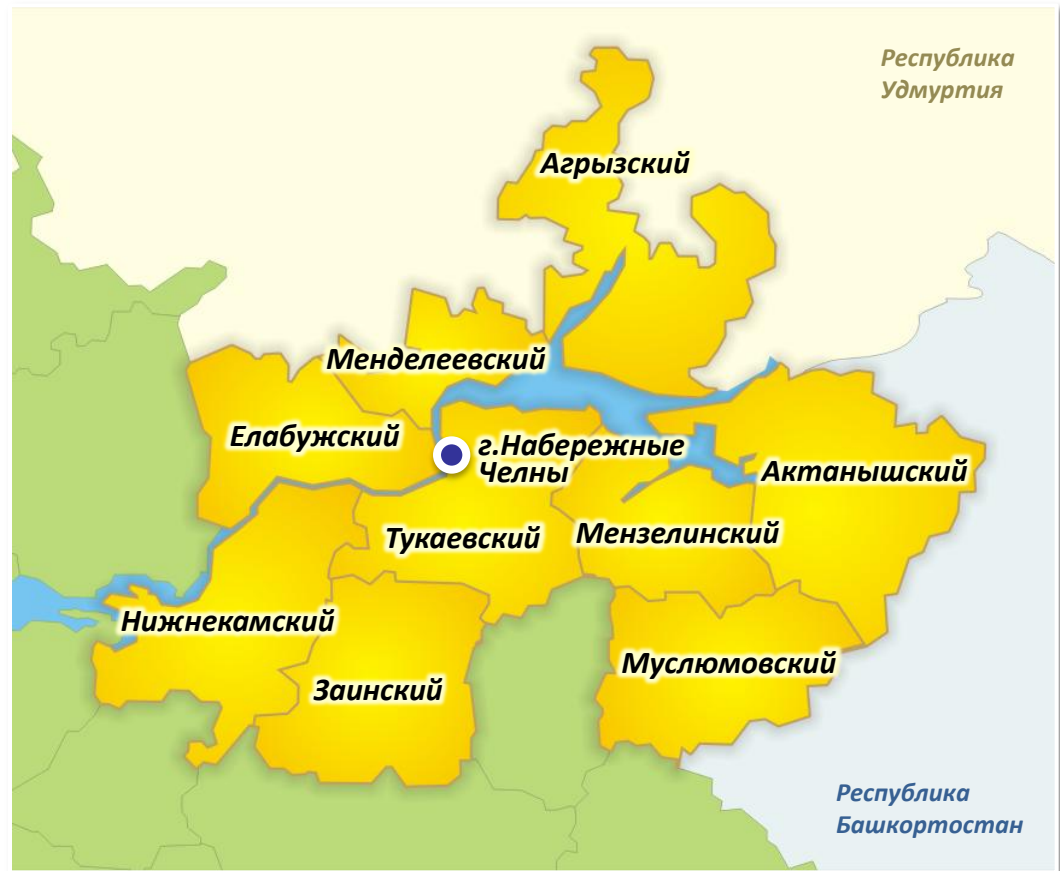 Республика
Удмуртия
Агрызский
Менделеевский
Елабужский
г.Набережные
Челны
Актанышский
Тукаевский
Мензелинский
Нижнекамский
Муслюмовский
Заинский
Республика
Башкортостан